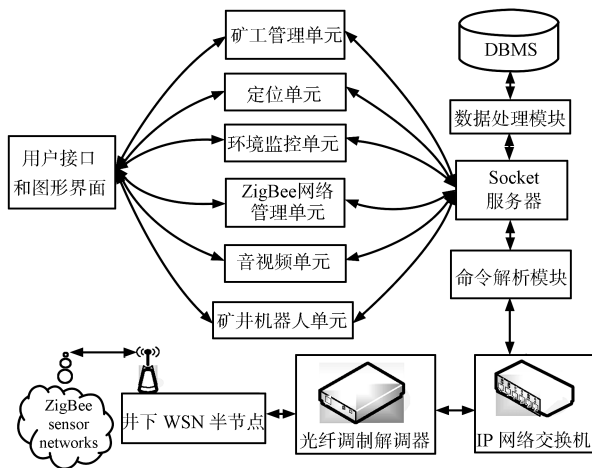 矿工管理单元
DBMS
定位单元
数据处理模块
环境监控单元
用户接口
和图形界面
ZigBee网络
管理单元
Socket
服务器
音视频单元
命令解析模块
矿井机器人单元
ZigBee
sensor
networks
井下 WSN 半节点
光纤调制解调器
IP 网络交换机